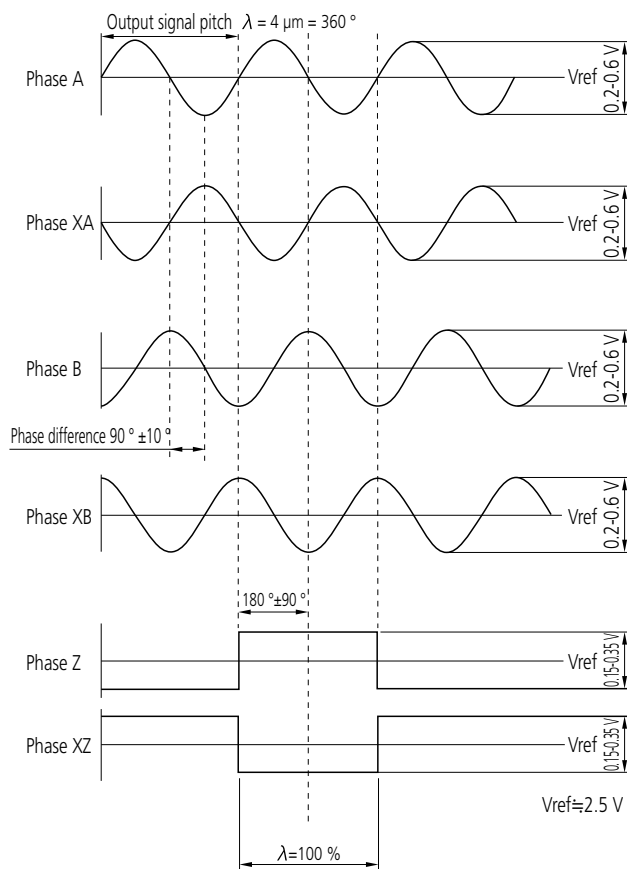 Output signal pitch λ = 4 µm = 360 °
Phase A
Vref
0.2-0.6 V
Phase XA
Vref
0.2-0.6 V
Phase B
Vref
0.2-0.6 V
Phase difference 90 ° ±10 °
Phase XB
Vref
0.2-0.6 V
180 °±90 °
Phase Z
Vref
0.15-0.35 V
Phase XZ
Vref
0.15-0.35 V
Vref≒2.5 V
λ=100 %